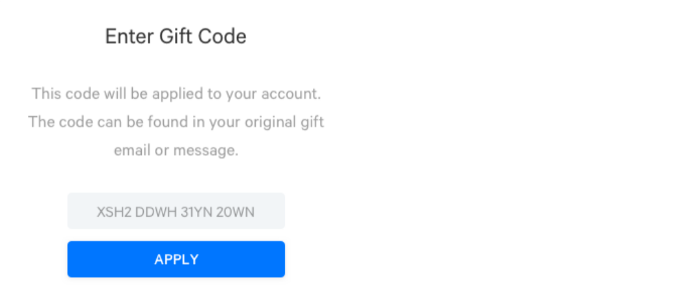 Enter Gift Code
This code will be applied to your account.
The code can be found in your original gift
email or message.
XSH2 DDWH 31YN 20WN
APPLY